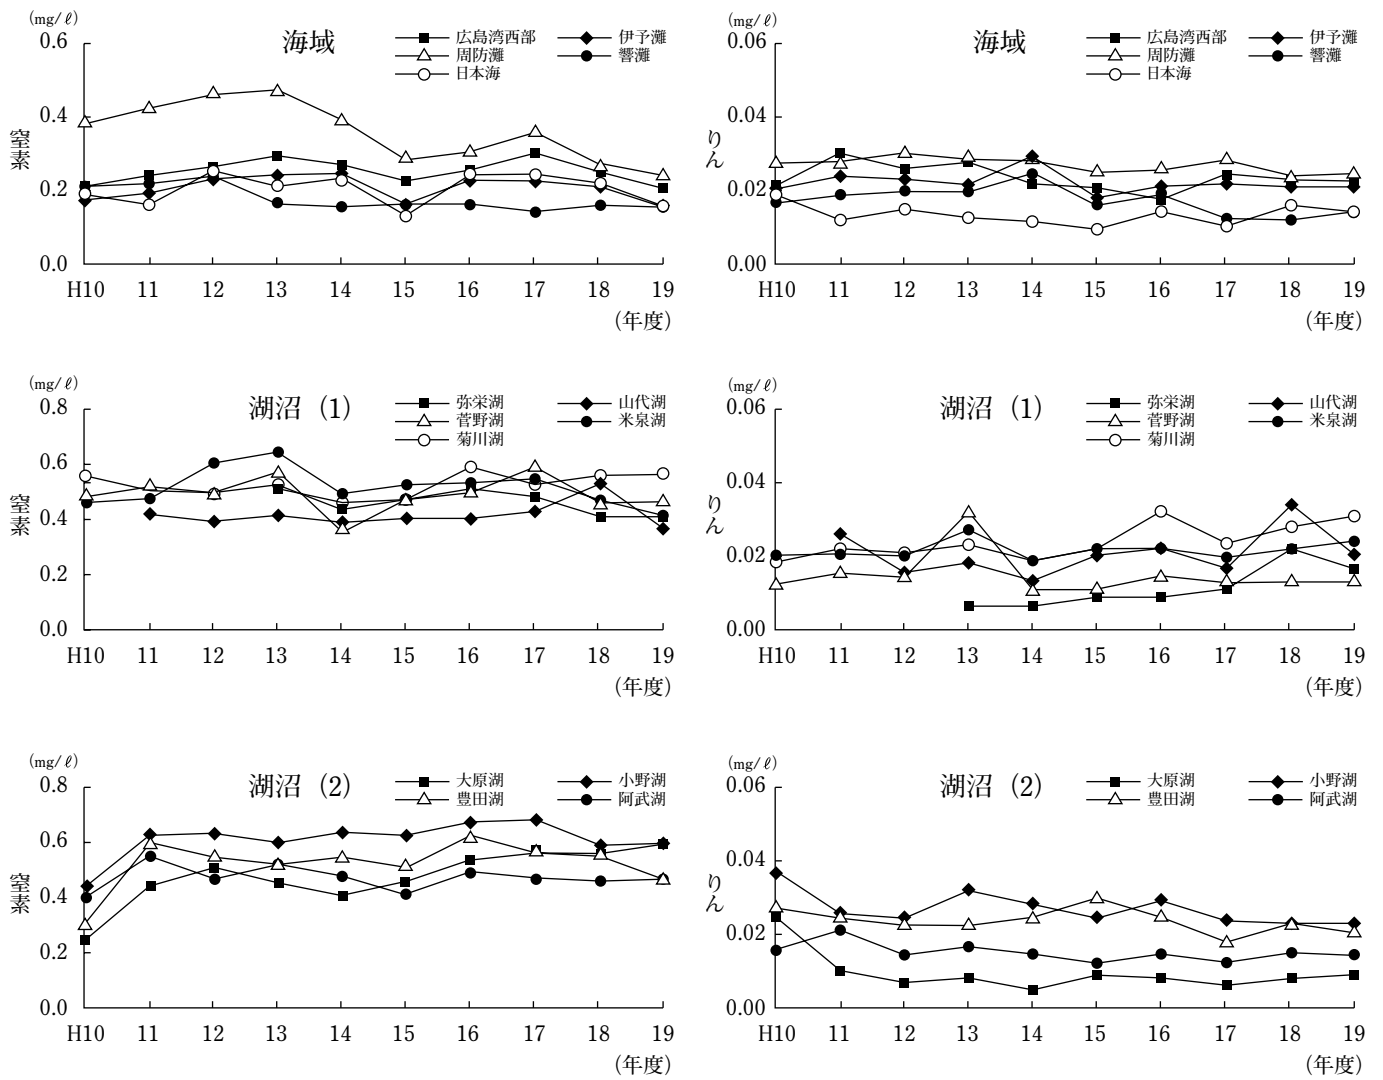 (mg/ℓ)
海域
広島湾西部 伊予灘
周防灘 響灘
日本海
0.6
0.4
0.2
0.0
窒素
H10 11 12 13 14 15 16 17 18 19
(年度)
(mg/ℓ)
海域
広島湾西部 伊予灘
周防灘 響灘
日本海
0.06
0.04
0.02
0.00
りん
H10 11 12 13 14 15 16 17 18 19
(年度)
(mg/ℓ)
湖沼 (1)
弥栄湖 山代湖
菅野湖 米泉湖
菊川湖
0.8
0.6
0.4
0.2
0.0
窒素
H10 11 12 13 14 15 16 17 18 19
(年度)
(mg/ℓ)
湖沼 (1)
弥栄湖 山代湖
菅野湖 米泉湖
菊川湖
0.06
0.04
0.02
0.00
りん
H10 11 12 13 14 15 16 17 18 19
(年度)
(mg/ℓ)
湖沼 (2)
大原湖 小野湖
豊田湖 阿武湖
0.8
0.6
0.4
0.2
0.0
窒素
H10 11 12 13 14 15 16 17 18 19
(年度)
(mg/ℓ)
湖沼 (2)
大原湖 小野湖
豊田湖 阿武湖
0.06
0.04
0.02
0.00
りん
H10 11 12 13 14 15 16 17 18 19
(年度)